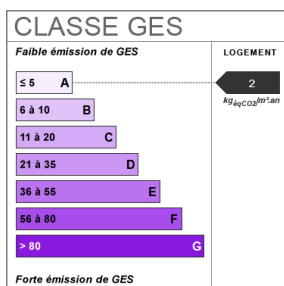 CLASSE GES
Faible émission de GES
LOGEMENT
≤ 5 A
2
kgéqCO2/m².an
6 à 10 B
11 à 20 C
21 à 35 D
36 à 55 E
56 à 80 F
> 80 G
Forte émission de GES